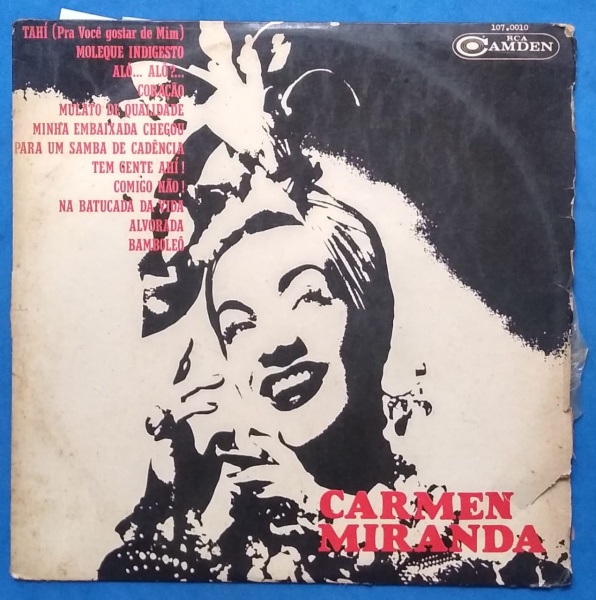 TAHÍ (Pra Você gostar de Mim)
MOLEQUE INDIGESTO
ALÔ... ALÔ?...
CORAÇÃO
MULATO DE QUALIDADE
MINHA EMBAIXADA CHEGOU
PARA UM SAMBA DE CADÊNCIA
TEM GENTE AHÍ!
COMIGO NÃO!
NA BATUCADA DA VIDA
ALVORADA
BAMBOLEÔ
107.0010
RCA
CAMDEN
CARMEN
MIRANDA